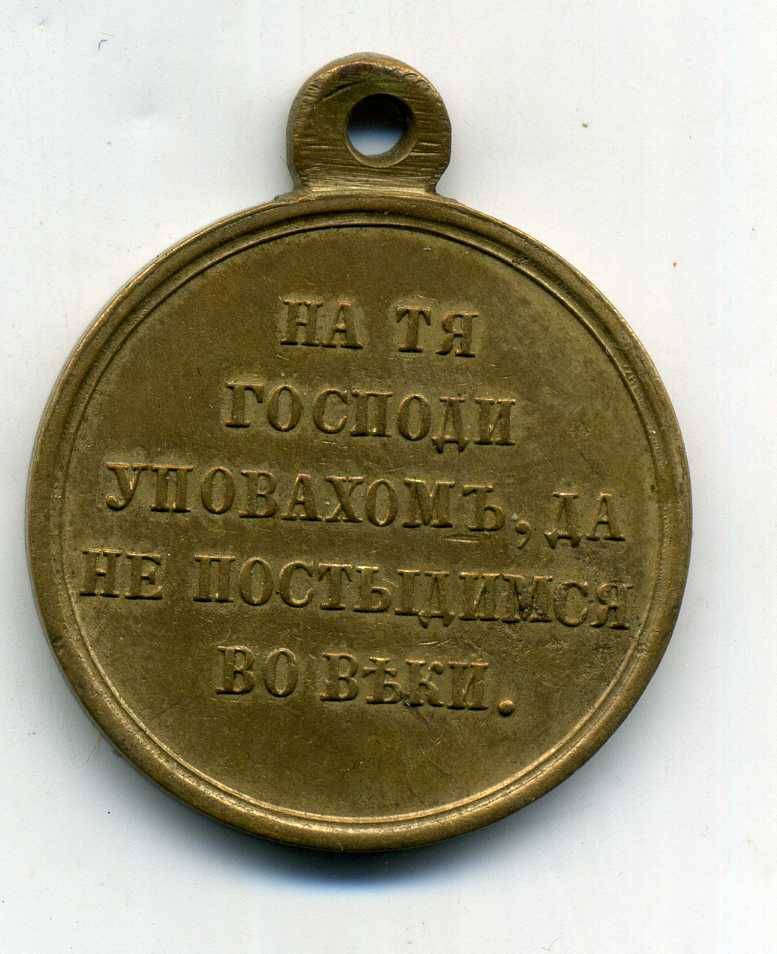 НА ТЯ
ГОСПОДИ
УПОВАХОМЪ, ДА
НЕ ПОСТЫДИМСЯ
ВО ВѢКИ.